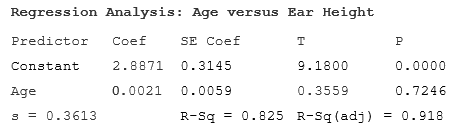 Regression Analysis: Age versus Ear Height
Predictor Coef SE Coef T P
Constant 2.8871 0.3145 9.1800 0.0000
Age 0.0021 0.0059 0.3559 0.7246
s = 0.3613 R-Sq = 0.825 R-Sq(adj) = 0.918